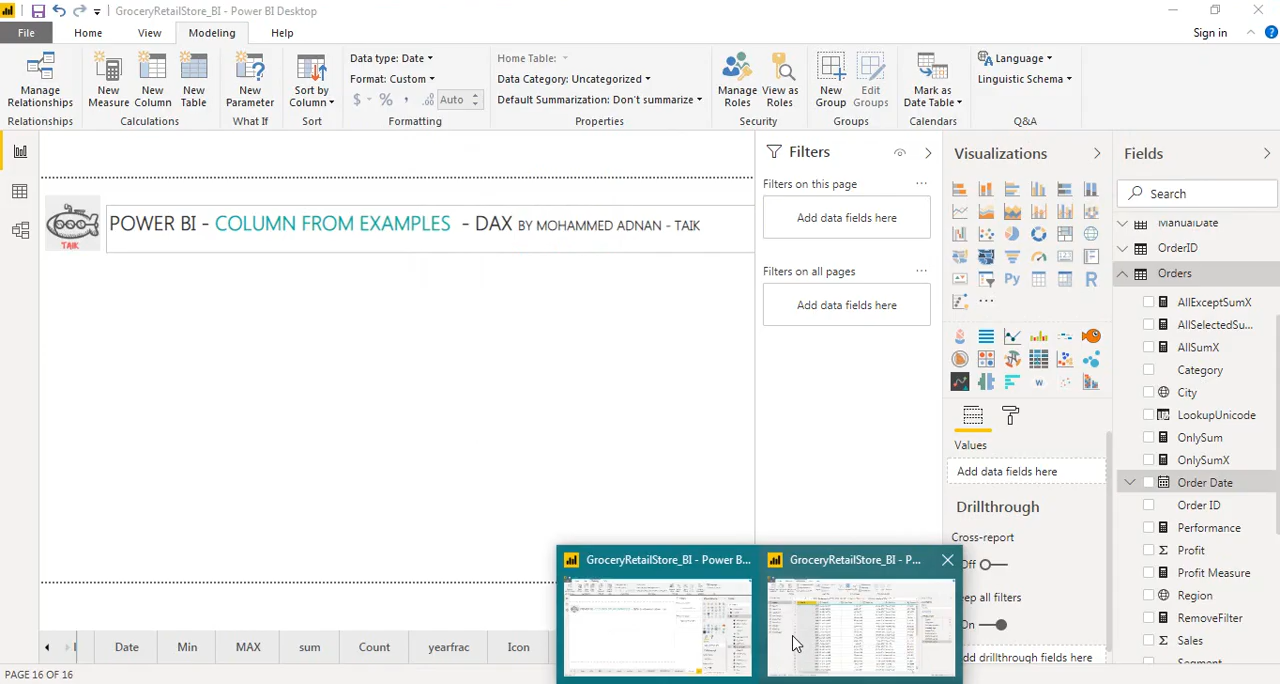 GroceryRetailStore_BI - Power BI Desktop
File Home View Modeling Help
Sign in
Manage Relationships
Relationships
New Measure
New Column
New Table
Calculations
New Parameter
What If
Sort by Column
Sort
Data type: Date
Format: Custom
$ % , Auto
Formatting
Home Table:
Data Category: Uncategorized
Default Summarization: Don't summarize
Properties
Manage Roles
View as Roles
Security
New Group
Edit Groups
Groups
Mark as Date Table
Calendars
Language
Linguistic Schema
Q&A
TAIK
POWER BI - COLUMN FROM EXAMPLES - DAX BY MOHAMMED ADNAN - TAIK
Filters
Filters on this page
Add data fields here
Filters on all pages
Add data fields here
Visualizations
Py
R
Values
Add data fields here
Drillthrough
Cross-report
Off
Keep all filters
On
Add drillthrough fields here
Fields
Search
ManualDate
OrderID
Orders
AllExceptSumX
AllSelectedSu...
AllSumX
Category
City
LookupUnicode
OnlySum
OnlySumX
Order Date
Order ID
Performance
Profit
Profit Measure
Region
RemoveFilter
Sales
Segment
GroceryRetailStore_BI - Power B...
GroceryRetailStore_BI - P...
Date Min MAX sum Count yearfrac Icon
PAGE 16 OF 16